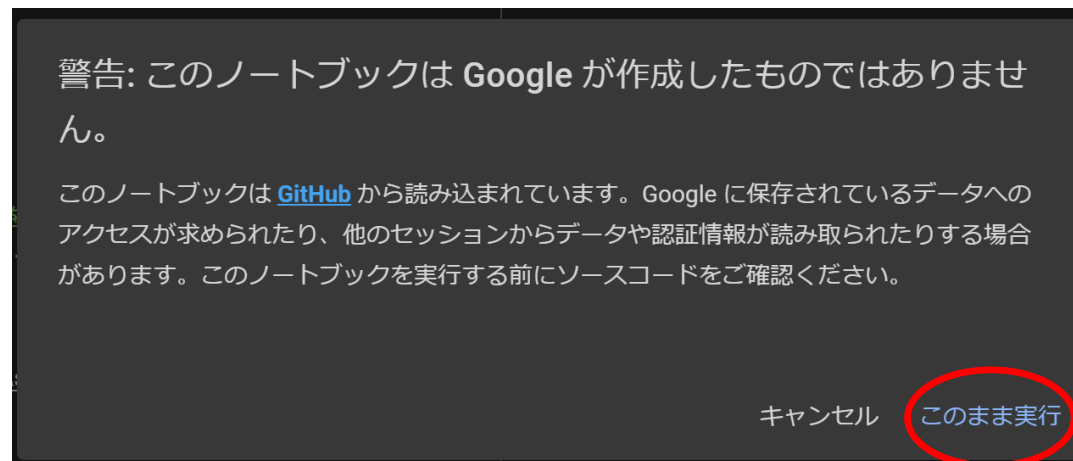 警告: このノートブックは Google が作成したものではありませ
ん。
このノートブックは GitHub から読み込まれています。Google に保存されているデータへの
アクセスが求められたり、他のセッションからデータや認証情報が読み取られたりする場合
があります。このノートブックを実行する前にソースコードをご確認ください。
キャンセル このまま実行